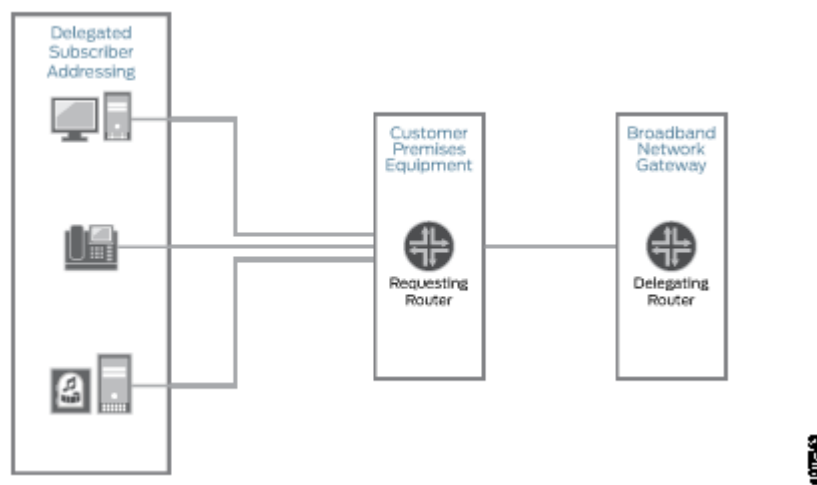 Delegated
Subscriber
Addressing
Customer
Premises
Equipment
Requesting
Router
Broadband
Network
Gateway
Delegating
Router